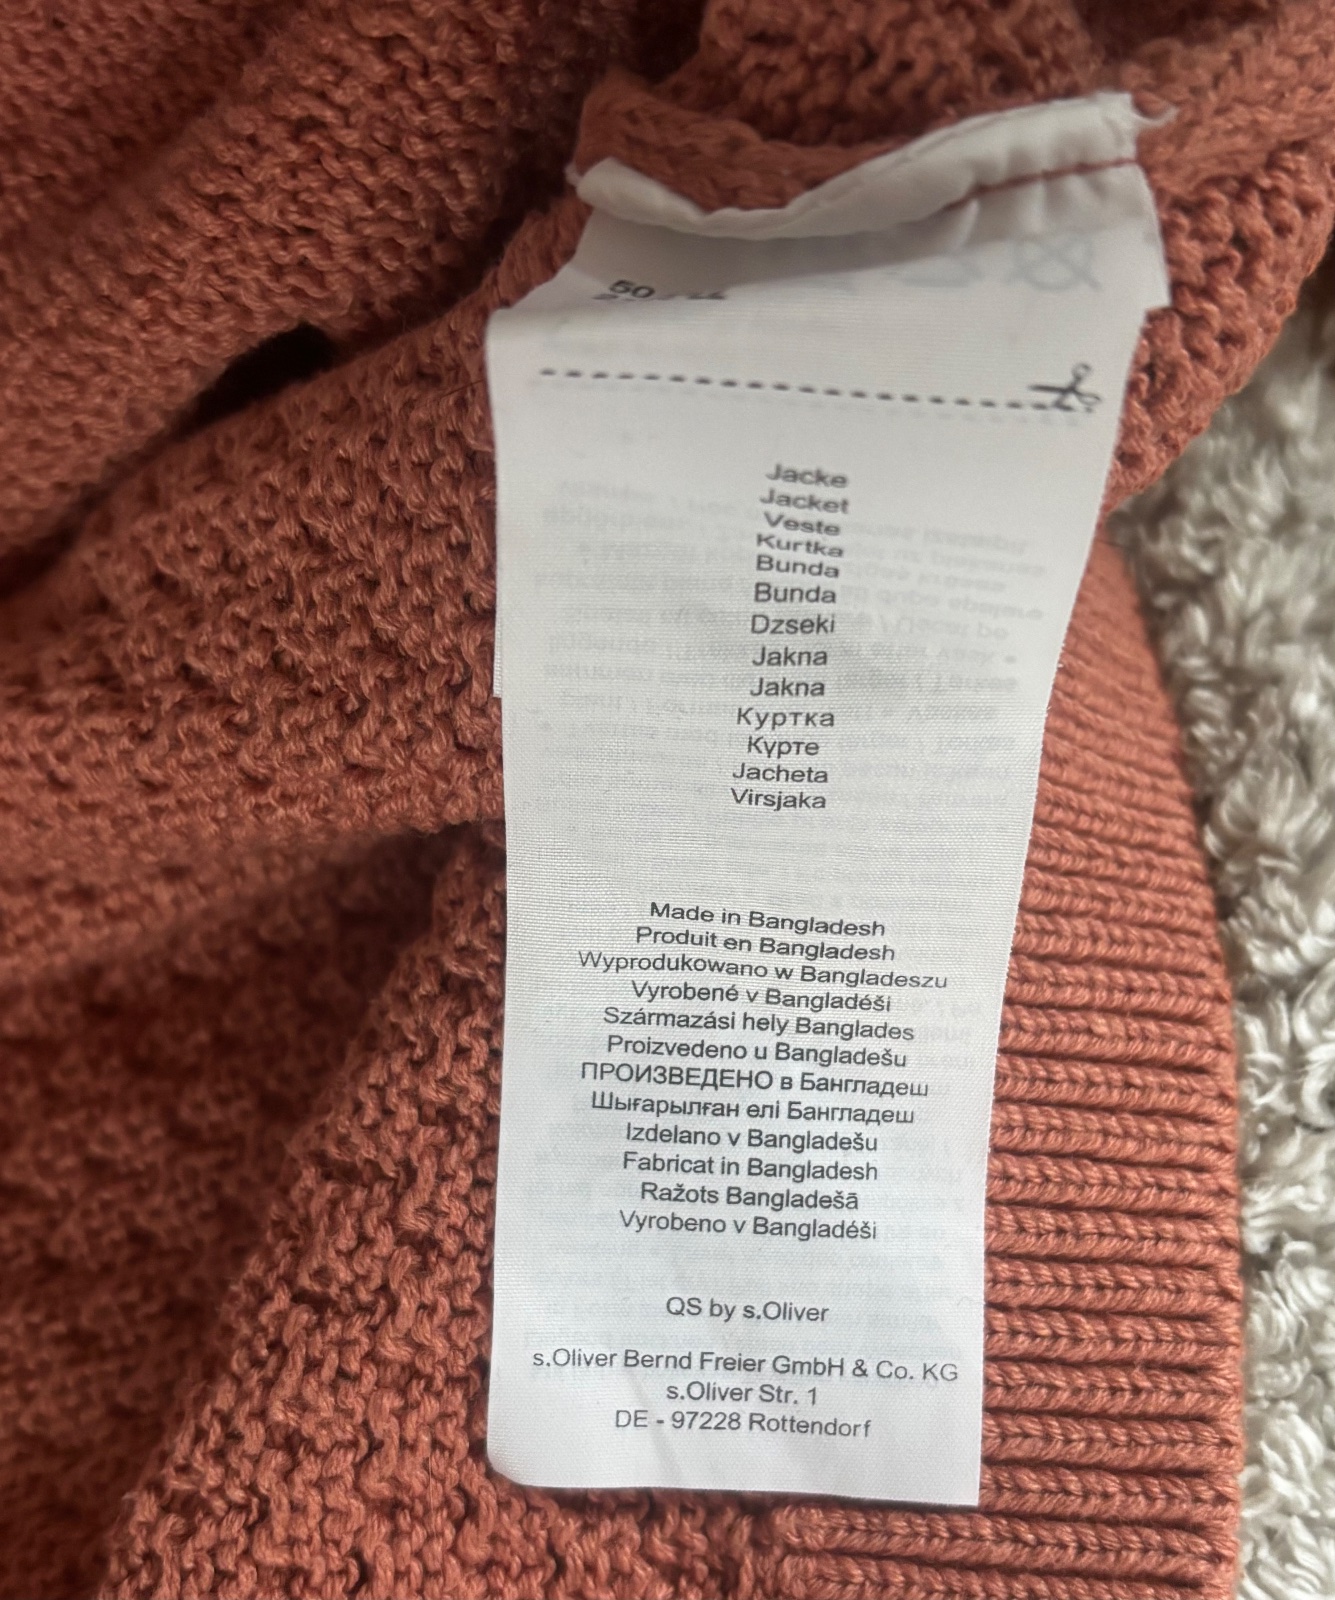 50
Jacke
Jacket
Veste
Kurtka
Bunda
Bunda
Dzseki
Jakna
Jakna
Куртка
Күрте
Jacheta
Virsjaka
Made in Bangladesh
Produit en Bangladesh
Wyprodukowano w Bangladeszu
Vyrobené v Bangladéši
Származási hely Banglades
Proizvedeno u Bangladešu
ПРОИЗВЕДЕНО в Бангладеш
Шығарылған елі Бангладеш
Izdelano v Bangladešu
Fabricat in Bangladesh
Ražots Bangladešā
Vyrobeno v Bangladéši
QS by s.Oliver
s.Oliver Bernd Freier GmbH & Co. KG
s.Oliver Str. 1
DE - 97228 Rottendorf